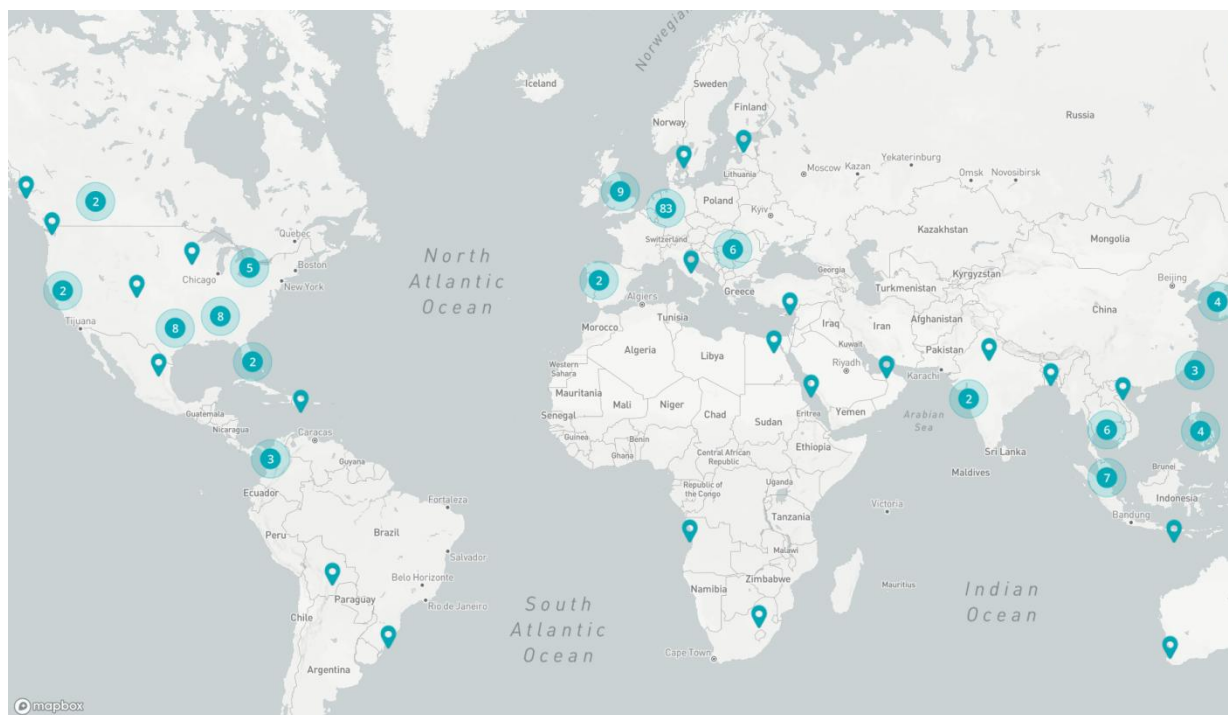 Norwegian
Iceland
Sweden
Finland
Norway
Russia
Lithuania
Moscow
Kazan
Yekaterinburg
Omsk
Novosibirsk
2
9
83
Poland
Kyiv
Quebec
Switzerland
6
Kazakhstan
Mongolia
Chicago
5
Boston
New York
North
Atlantic
Ocean
Georgia
Kyrgyzstan
Beijing
2
2
Algiers
Greece
Turkmenistan
4
Tijuana
8
8
Tunisia
Morocco
Iraq
Iran
Afghanistan
China
2
Algeria
Libya
Kuwait
Pakistan
Western
Sahara
Riyadh
Karachi
3
Mauritania
Mali
Niger
Chad
Sudan
Eritrea
Yemen
Arabian
Sea
2
Guatemala
Nicaragua
Caracas
Senegal
Guinea
Benin
Ghana
Ethiopia
6
4
3
Guyana
Central African
Republic
Sri Lanka
Maldives
Brunei
7
Ecuador
Republic of
the Congo
Uganda
Indonesia
Fortaleza
Victoria
Bandung
Peru
Brazil
Tanzania
Salvador
Malawi
Belo Horizonte
Zimbabwe
Mauritius
Paraguay
Rio de Janeiro
Namibia
Indian
Ocean
Chile
South
Atlantic
Ocean
Cape Town
Argentina
mapbox